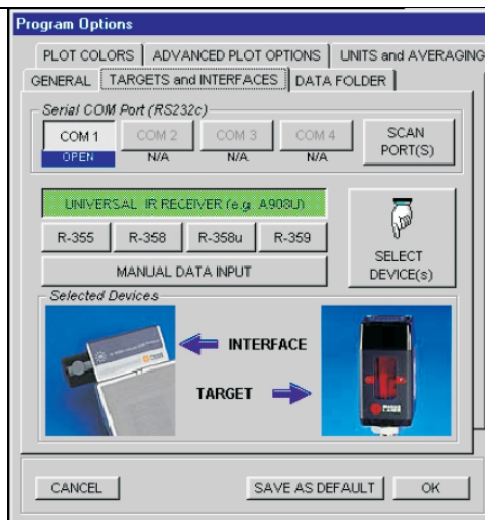 Program Options
PLOT COLORS ADVANCED PLOT OPTIONS UNITS and AVERAGING
GENERAL TARGETS and INTERFACES DATA FOLDER
Serial COM Port (RS232c)
COM 1 COM 2 COM 3 COM 4
OPEN N/A N/A N/A
SCAN
PORT(S)
UNIVERSAL IR RECEIVER (e.g. A908U)
R-355 R-358 R-358u R-359
MANUAL DATA INPUT
SELECT
DEVICE(s)
Selected Devices
INTERFACE
TARGET
CANCEL SAVE AS DEFAULT OK